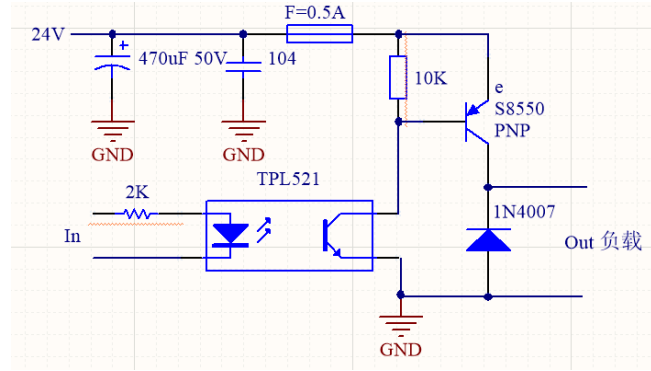 F=0.5A
24V
+
470uF 50V
104
10K
e
S8550
PNP
GND
GND
TPL521
2K
1N4007
In
Out 负载
GND